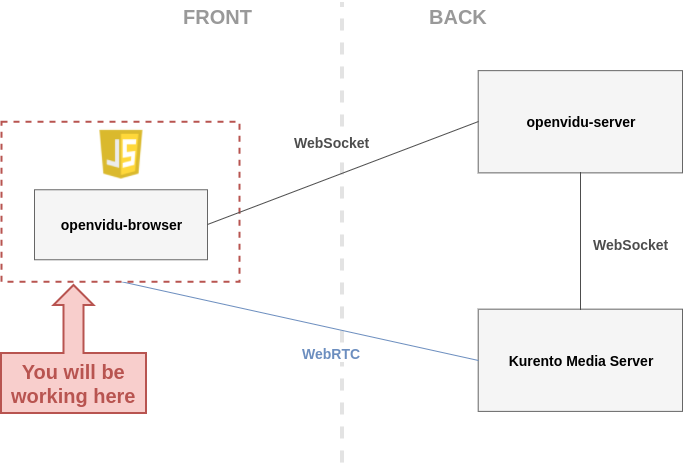 FRONT
BACK
JS
WebSocket
openvidu-server
openvidu-browser
WebSocket
WebRTC
Kurento Media Server
You will be
working here